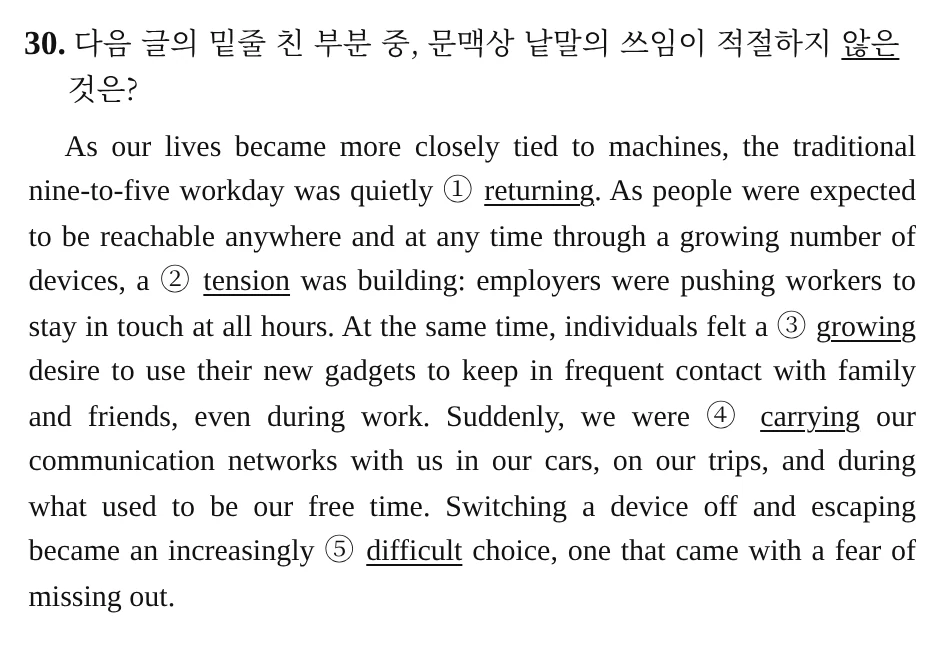 30. 다음 글의 밑줄 친 부분 중, 문맥상 낱말의 쓰임이 적절하지 않은
것은?
As our lives became more closely tied to machines, the traditional
nine-to-five workday was quietly ① returning. As people were expected
to be reachable anywhere and at any time through a growing number of
devices, a ② tension was building: employers were pushing workers to
stay in touch at all hours. At the same time, individuals felt a ③ growing
desire to use their new gadgets to keep in frequent contact with family
and friends, even during work. Suddenly, we were ④ carrying our
communication networks with us in our cars, on our trips, and during
what used to be our free time. Switching a device off and escaping
became an increasingly ⑤ difficult choice, one that came with a fear of
missing out.